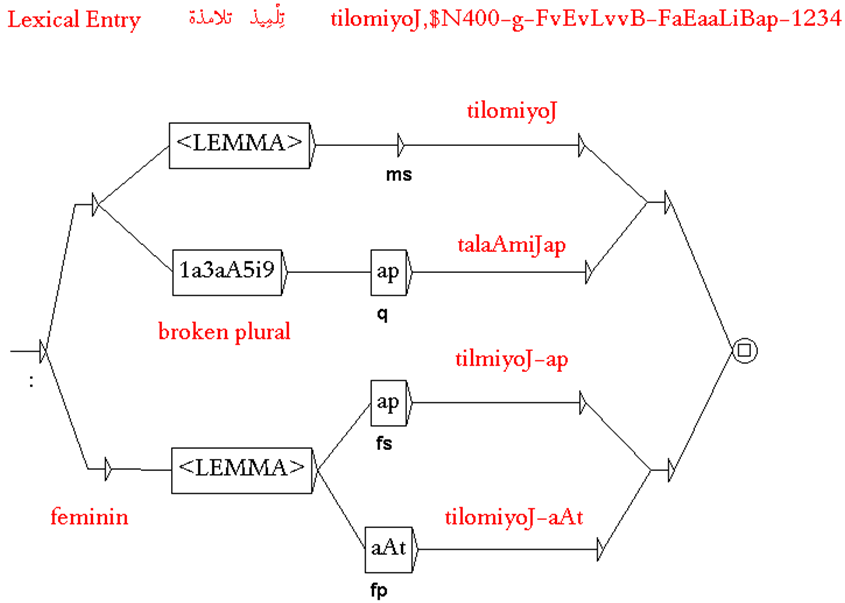 Lexical Entry تِلْمِيذ تلامذة tilomiyoJ,$N400-g-FvEvLvvB-FaEaaLiBap-1234
tilomiyoJ
<LEMMA>
ms
talaAmiJap
1a3aA5i9
ap
q
broken plural
:
tilmiyoJ-ap
ap
fs
<LEMMA>
feminin
tilomiyoJ-aAt
aAt
fp